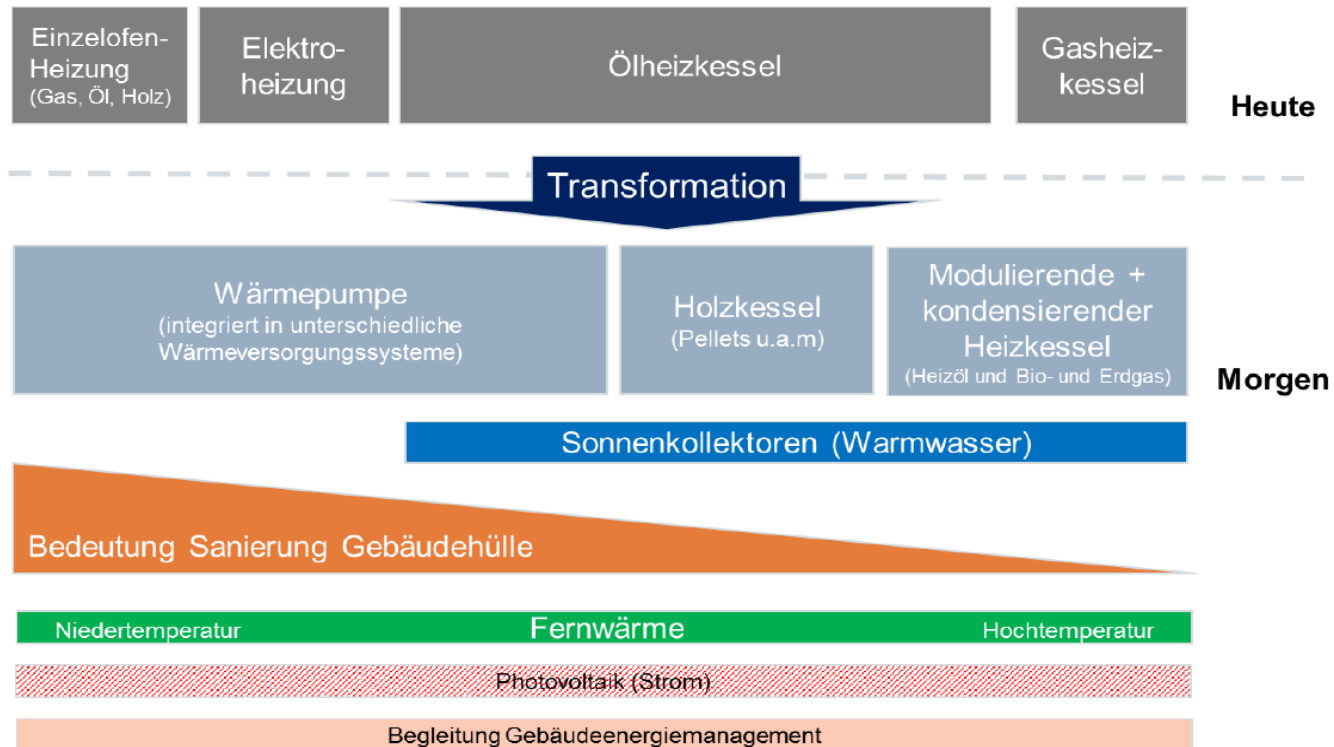 Einzelofen-
Heizung
(Gas, Öl, Holz)
Elektro-
heizung
Ölheizkessel
Gasheiz-
kessel
Heute
Transformation
Wärmepumpe
(integriert in unterschiedliche
Wärmeversorgungssysteme)
Holzkessel
(Pellets u.a.m)
Modulierende +
kondensierender
Heizkessel
(Heizöl und Bio- und Erdgas)
Morgen
Sonnenkollektoren (Warmwasser)
Bedeutung Sanierung Gebäudehülle
Niedertemperatur Fernwärme Hochtemperatur
Photovoltaik (Strom)
Begleitung Gebäudeenergiemanagement